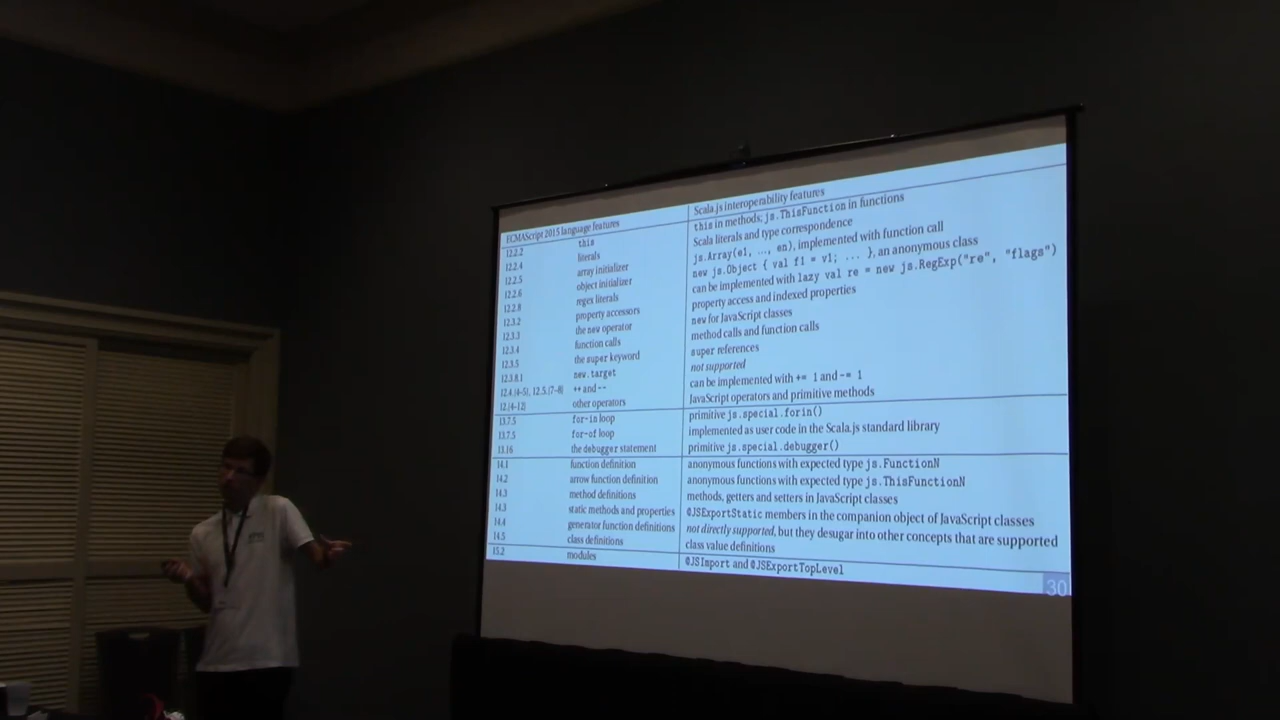 ECMAScript 2015 language features Scala.js interoperability features
12.2.2 this this in methods; js.ThisFunction in functions
12.2.4 literals Scala literals and type correspondence
12.2.5 array initializer js.Array(e1, …, en), implemented with function call
12.2.6 object initializer new js.Object { val f1 = v1; ... }, an anonymous class
12.2.8 regex literals can be implemented with lazy val re = new js.RegExp("re", "flags")
12.3.2 property accessors property access and indexed properties
12.3.3 the new operator new for JavaScript classes
12.3.4 function calls method calls and function calls
12.3.5 the super keyword super references
12.3.8.1 new.target not supported
12.4.{4–5}, 12.5.{7–8} ++ and -- can be implemented with += 1 and -= 1
12.{4–12} other operators JavaScript operators and primitive methods
13.7.5 for-in loop primitive js.special.forin()
13.7.5 for-of loop implemented as user code in the Scala.js standard library
13.16 the debugger statement primitive js.special.debugger()
14.1 function definition anonymous functions with expected type js.FunctionN
14.2 arrow function definition anonymous functions with expected type js.ThisFunctionN
14.3 method definitions methods, getters and setters in JavaScript classes
14.3 static methods and properties @JSExportStatic members in the companion object of JavaScript classes
14.4 generator function definitions not directly supported, but they desugar into other concepts that are supported
14.5 class definitions class value definitions
15.2 modules @JSImport and @JSExportTopLevel
30